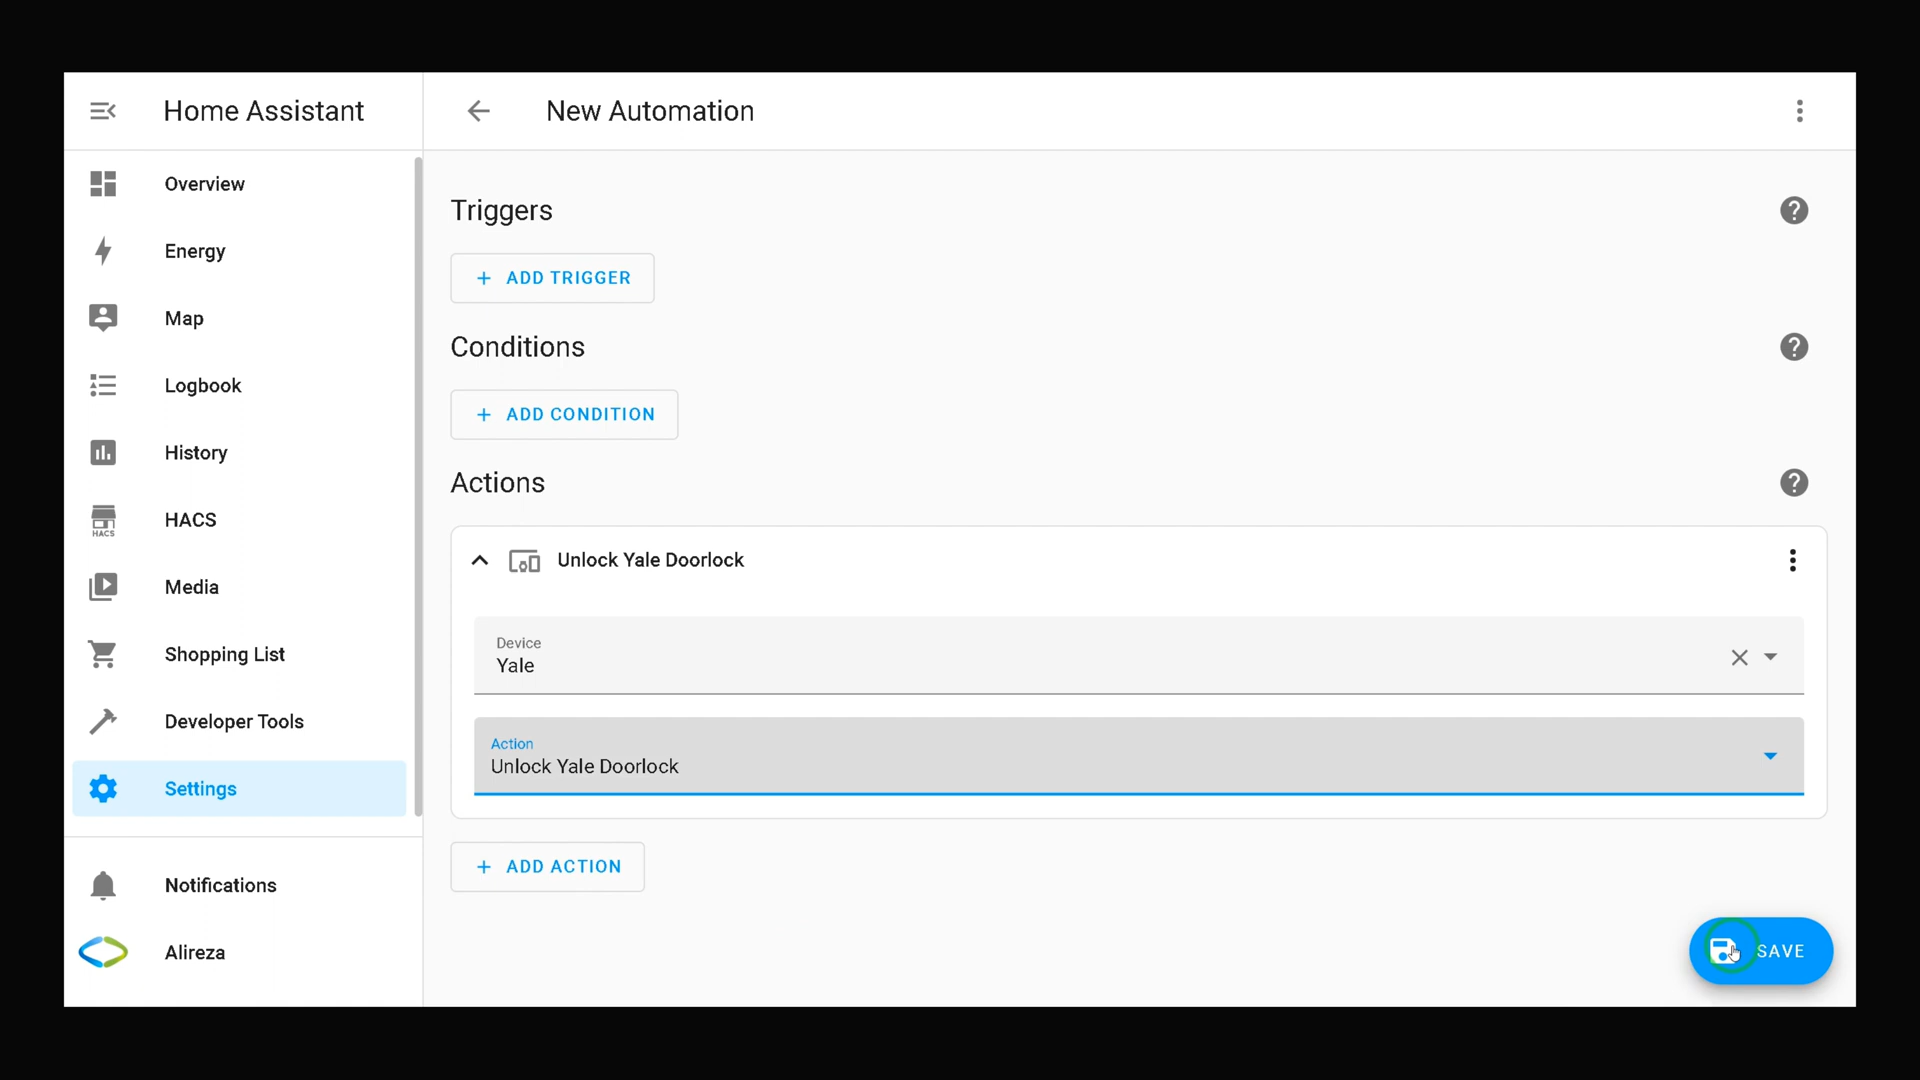 Home Assistant
New Automation
Overview
Energy
Map
Logbook
History
HACS
HACS
Media
Shopping List
Developer Tools
Settings
Notifications
Alireza
Triggers
?
+ ADD TRIGGER
Conditions
?
+ ADD CONDITION
Actions
?
Unlock Yale Doorlock
Device
Yale
Action
Unlock Yale Doorlock
+ ADD ACTION
SAVE